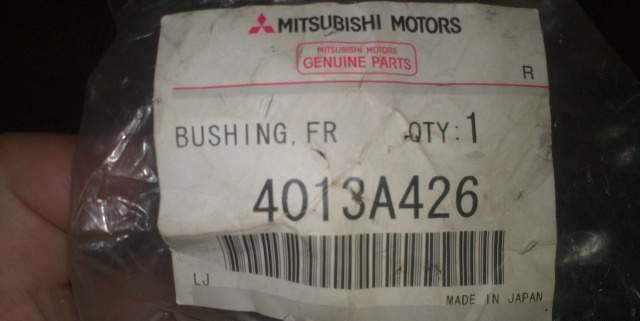 MITSUBISHI MOTORS
MITSUBISHI MOTORS
GENUINE PARTS
R
BUSHING, FR QTY:1
4013A426
LJ
MADE IN JAPAN